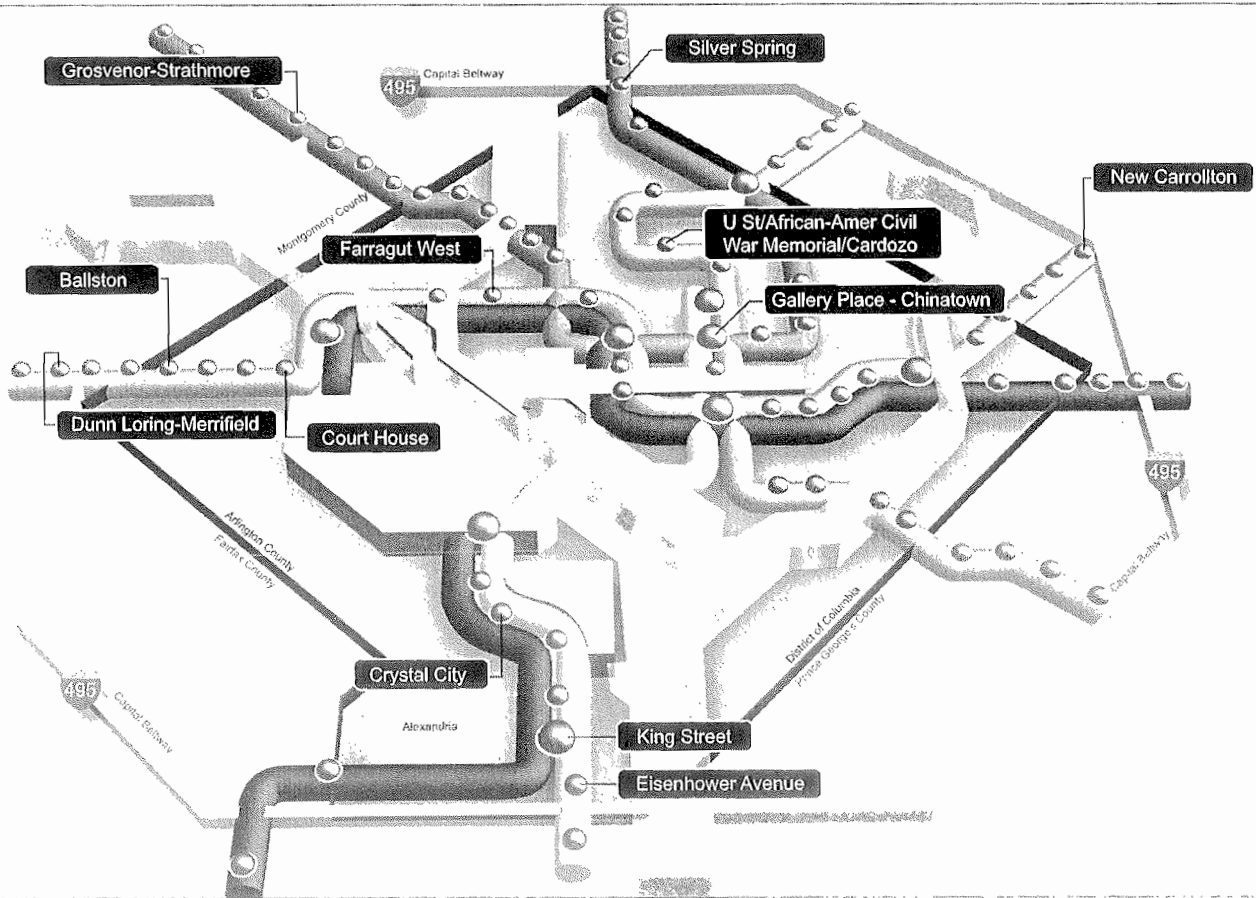 Silver Spring
Grosvenor-Strathmore
495
Capital Beltway
New Carrollton
Montgomery County
U St/African-Amer Civil
War Memorial/Cardozo
Farragut West
Ballston
Gallery Place - Chinatown
Dunn Loring-Merrifield
Court House
495
Arlington County
Fairfax County
Capital Beltway
District of Columbia
Prince George's County
Crystal City
495
Capital Beltway
Alexandria
King Street
Eisenhower Avenue